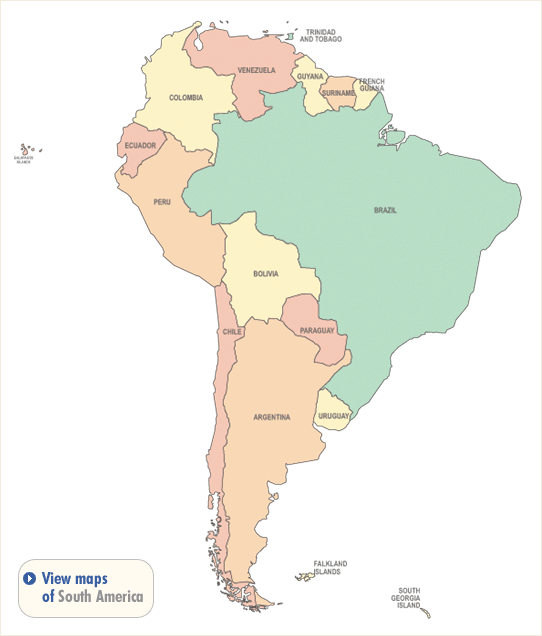 TRINIDAD
AND TOBAGO
VENEZUELA
GUYANA
FRENCH
GUIANA
SURINAME
COLOMBIA
ECUADOR
GALAPAGOS
ISLANDS
PERU
BRAZIL
BOLIVIA
CHILE
PARAGUAY
ARGENTINA
URUGUAY
FALKLAND
ISLANDS
SOUTH
GEORGIA
ISLAND
View maps
of South America